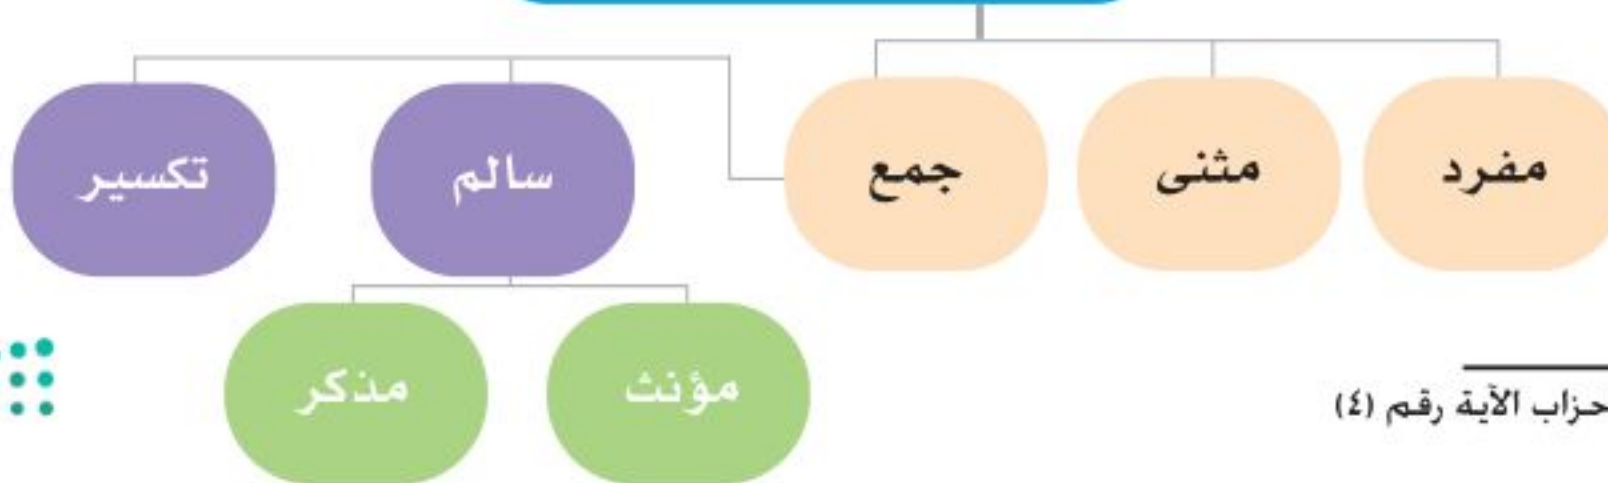 مفرد
مثنى
جمع
سالم
تكسير
مؤنث
مذكر
حزاب الآية رقم (٤)